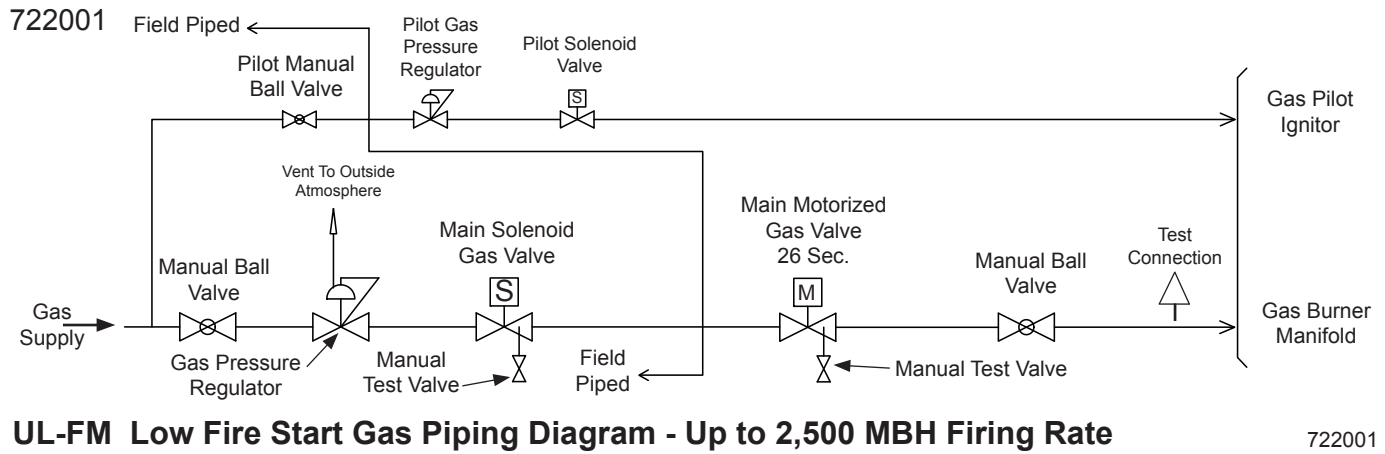 722001
Field Piped
Pilot Gas
Pressure
Regulator
Pilot Solenoid
Valve
Pilot Manual
Ball Valve
S
Gas Pilot
Ignitor
Vent To Outside
Atmosphere
Main Solenoid
Gas Valve
Main Motorized
Gas Valve
26 Sec.
Test
Connection
Manual Ball
Valve
Manual Ball
Valve
S
M
Gas
Supply
Gas Burner
Manifold
Gas Pressure
Regulator
Manual
Test Valve
Field
Piped
Manual Test Valve
UL-FM Low Fire Start Gas Piping Diagram - Up to 2,500 MBH Firing Rate
722001